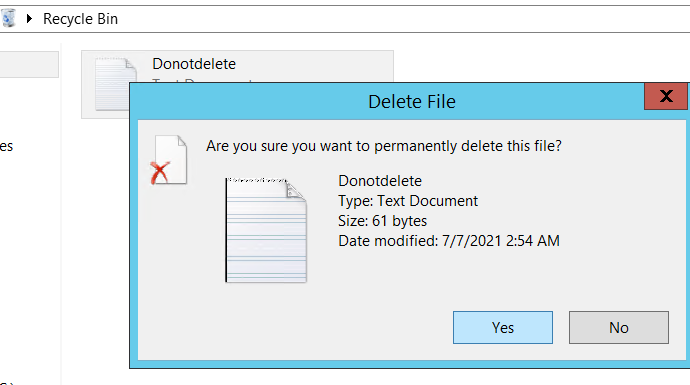 Recycle Bin
Donotdelete
Text Document
Delete File
X
es
Are you sure you want to permanently delete this file?
Donotdelete
Type: Text Document
Size: 61 bytes
Date modified: 7/7/2021 2:54 AM
Yes
No